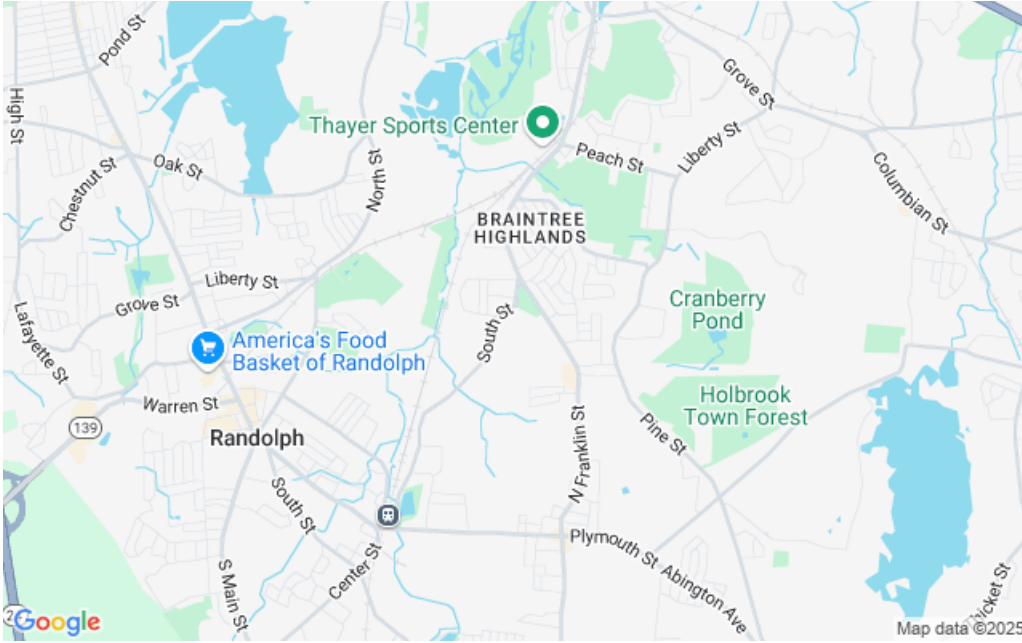 Pond St
High St
Grove St
Thayer Sports Center
Peach St
Liberty St
Oak St
Chestnut St
North St
Columbian St
BRAINTREE
HIGHLANDS
Liberty St
Grove St
Cranberry
Pond
Lafayette St
America's Food
Basket of Randolph
South St
Holbrook
Town Forest
Warren St
139
Randolph
N Franklin St
Pine St
South St
Plymouth St
Abington Ave
Center St
S Main St
Google
Map data ©2025